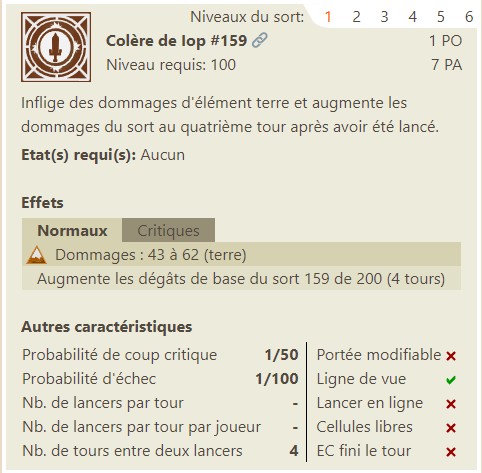 Niveaux du sort: 1 2 3 4 5 6
Colère de Iop #159 1 PO
Niveau requis: 100 7 PA
Inflige des dommages d'élément terre et augmente les
dommages du sort au quatrième tour après avoir été lancé.
Etat(s) requi(s): Aucun
Effets
Normaux Critiques
Dommages : 43 à 62 (terre)
Augmente les dégâts de base du sort 159 de 200 (4 tours)
Autres caractéristiques
Probabilité de coup critique 1/50 Portée modifiable
Probabilité d'échec 1/100 Ligne de vue
Nb. de lancers par tour - Lancer en ligne
Nb. de lancers par tour par joueur - Cellules libres
Nb. de tours entre deux lancers 4 EC fini le tour